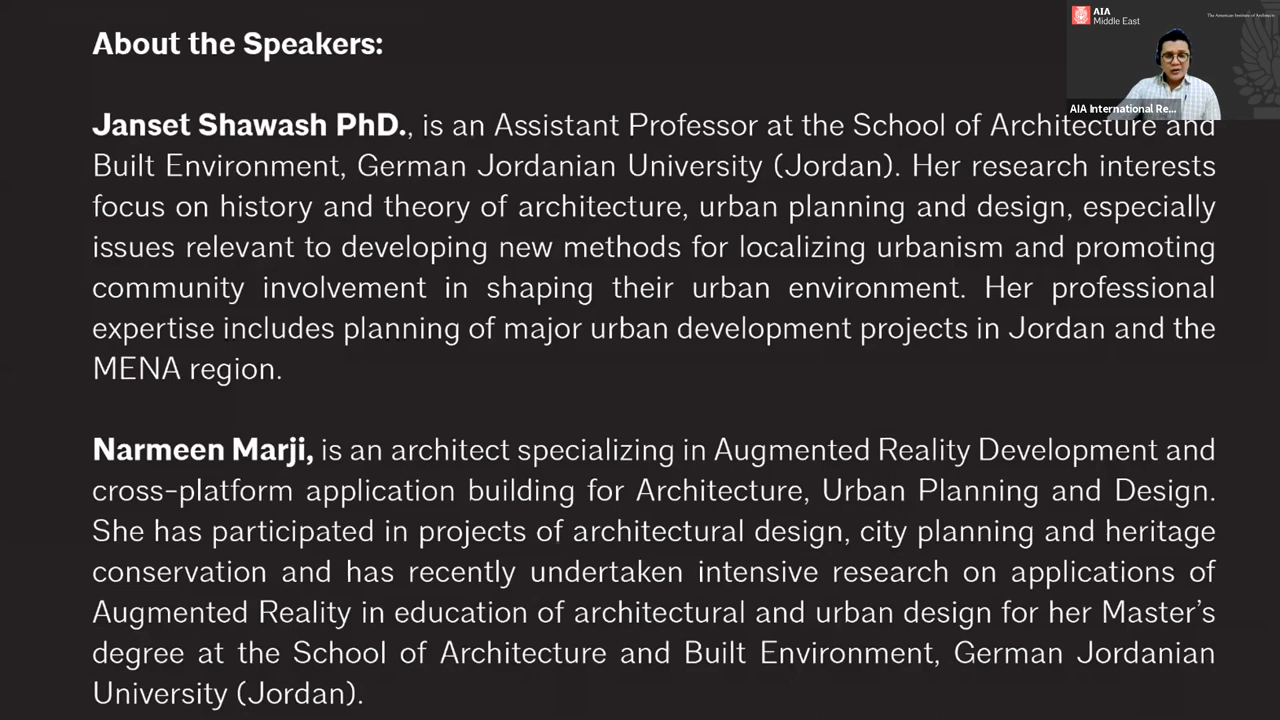 About the Speakers:
AIA
Middle East
The American Institute of Architects
AIA International Re...
Janset Shawash PhD., is an Assistant Professor at the School of Architecture and
Built Environment, German Jordanian University (Jordan). Her research interests
focus on history and theory of architecture, urban planning and design, especially
issues relevant to developing new methods for localizing urbanism and promoting
community involvement in shaping their urban environment. Her professional
expertise includes planning of major urban development projects in Jordan and the
MENA region.
Narmeen Marji, is an architect specializing in Augmented Reality Development and
cross-platform application building for Architecture, Urban Planning and Design.
She has participated in projects of architectural design, city planning and heritage
conservation and has recently undertaken intensive research on applications of
Augmented Reality in education of architectural and urban design for her Master's
degree at the School of Architecture and Built Environment, German Jordanian
University (Jordan).